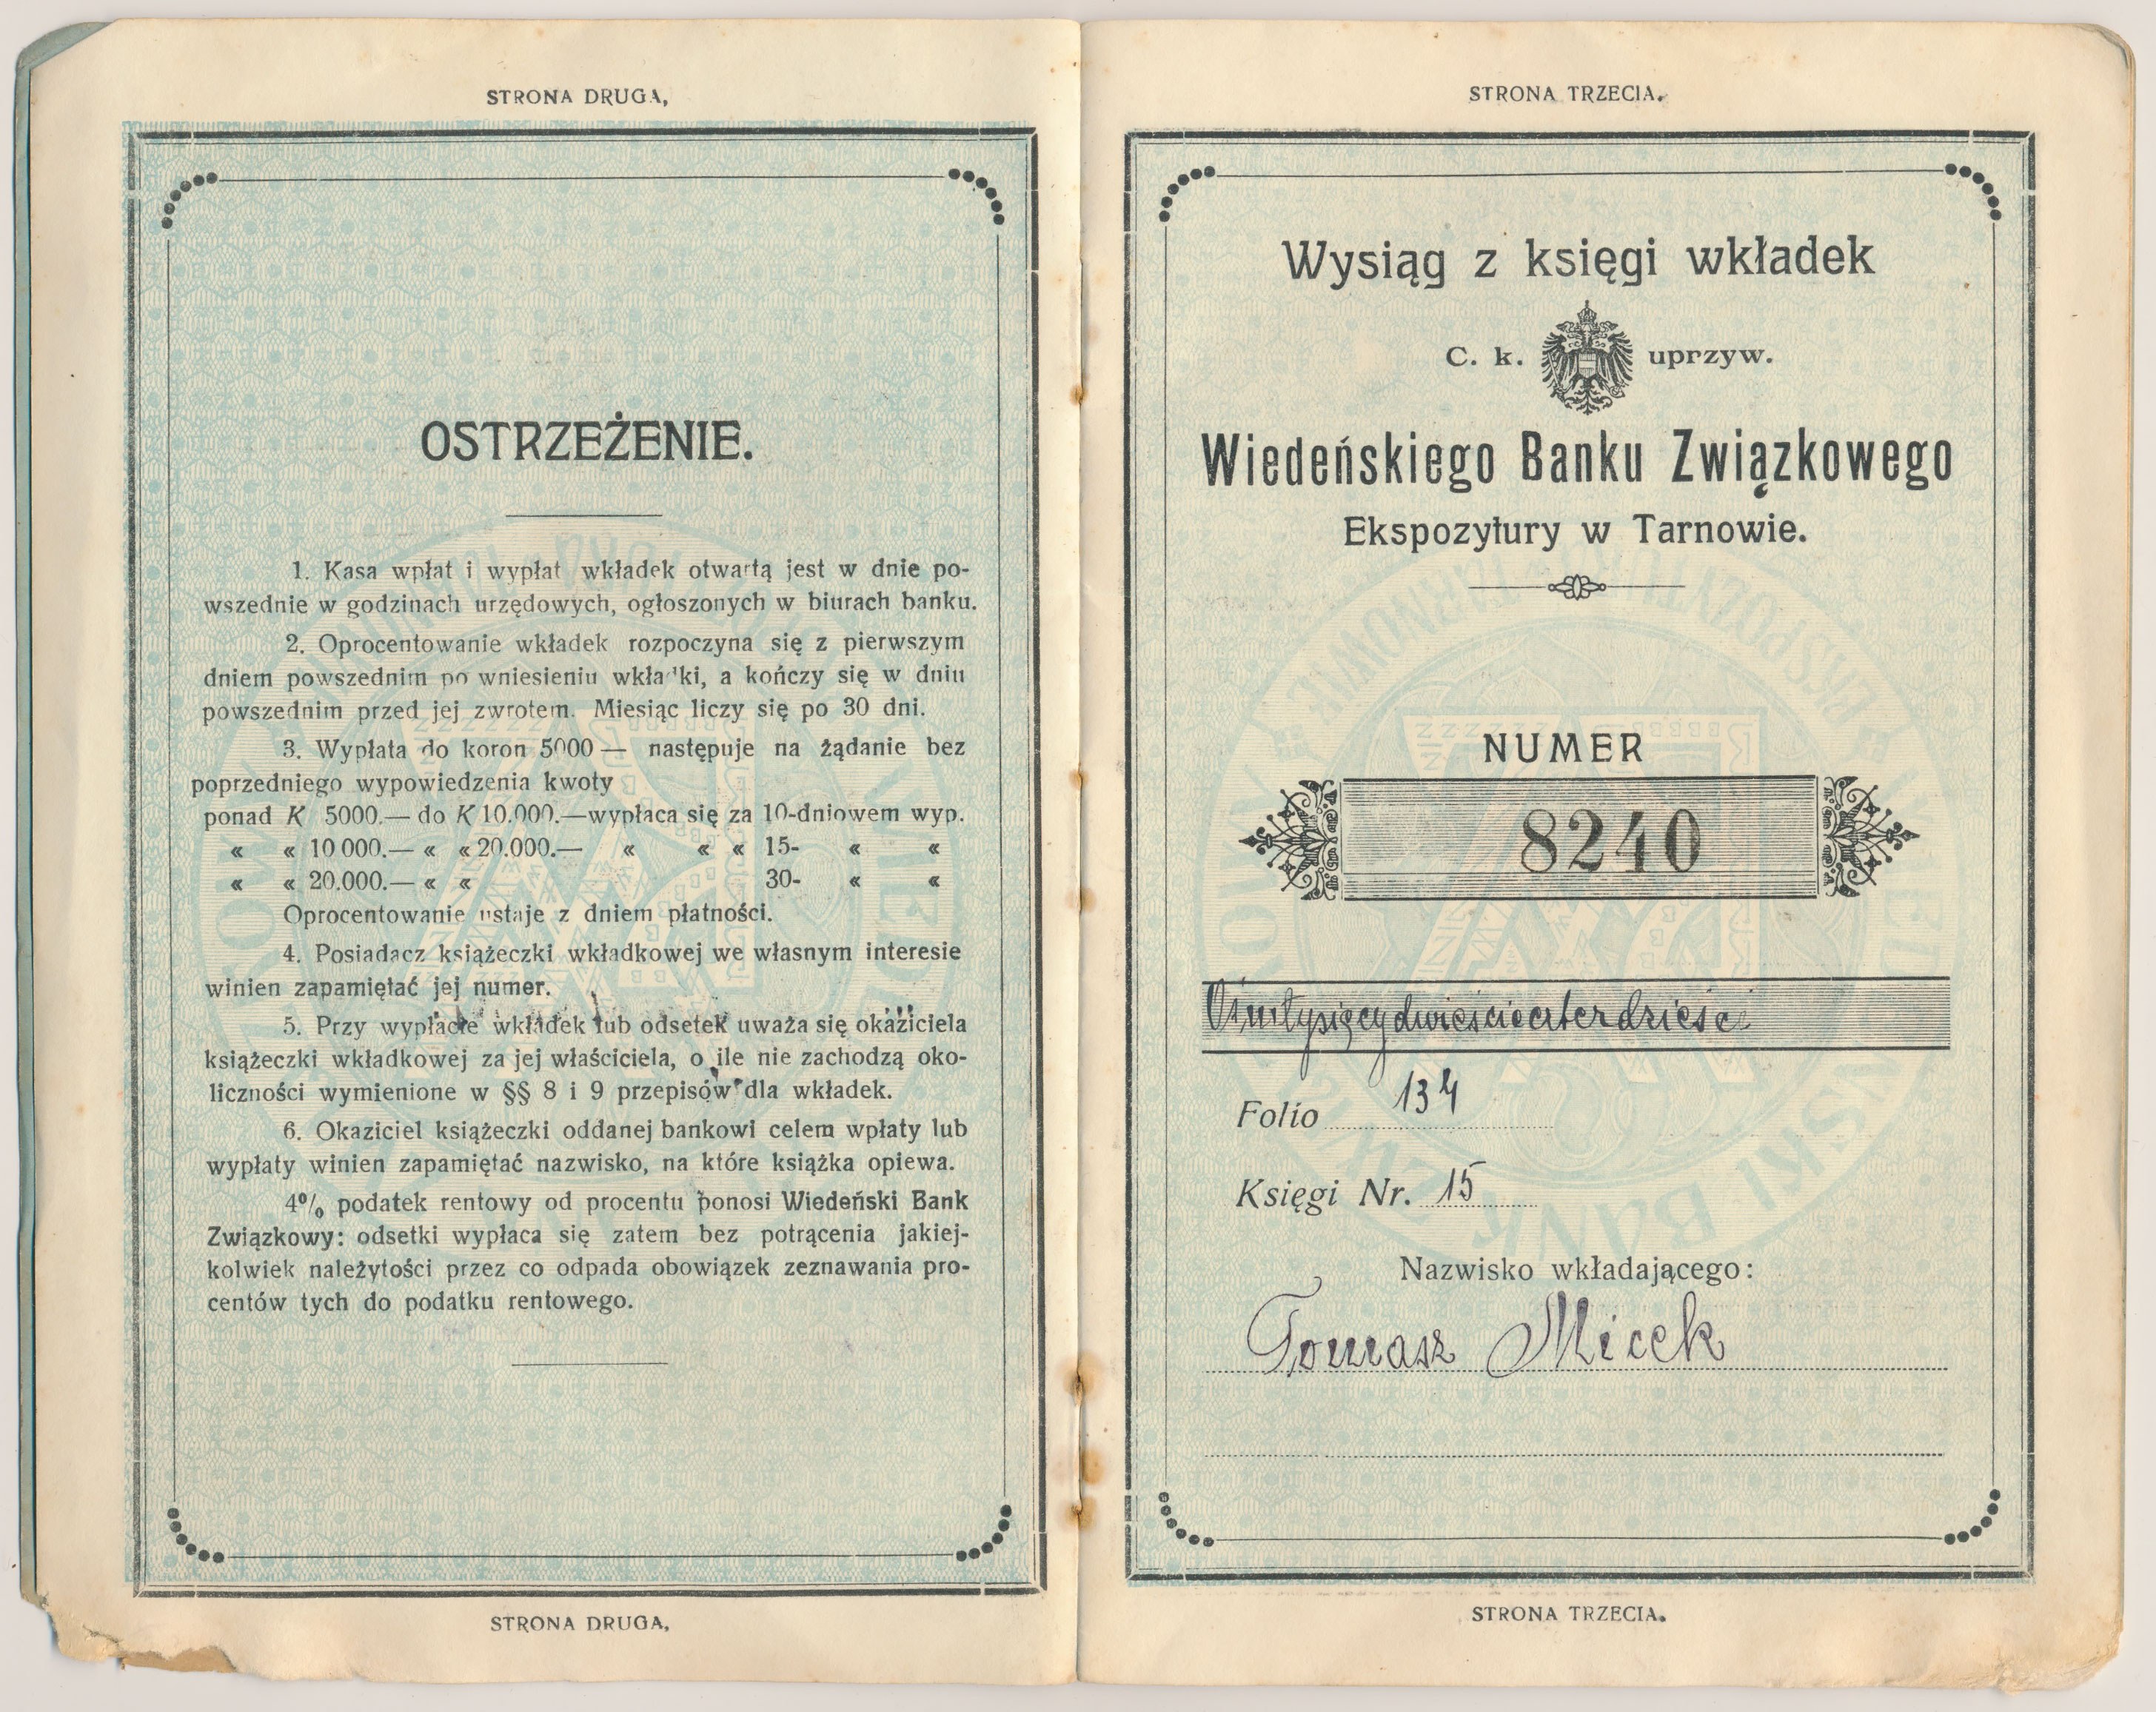 STRONA DRUGA,
OSTRZEŻENIE.
1. Kasa wpłat i wypłat wkładek otwartą jest w dnie po-
wszednie w godzinach urzędowych, ogłoszonych w biurach banku.
2. Oprocentowanie wkładek rozpoczyna się z pierwszym
dniem powszednim po wniesieniu wkładki, a kończy się w dniu
powszednim przed jej zwrotem. Miesiąc liczy się po 30 dni.
3. Wypłata do koron 5000 — następuje na żądanie bez
poprzedniego wypowiedzenia kwoty
ponad K 5000.— do K 10.000.— wypłaca się za 10-dniowem wyp.
« « 10 000.— « « 20.000.— « « « 15- « «
« « 20.000.— « « 30- « «
Oprocentowanie ustaje z dniem płatności.
4. Posiadacz książeczki wkładkowej we własnym interesie
winien zapamiętać jej numer.
5. Przy wypłacie wkładek lub odsetek uważa się okaziciela
książeczki wkładkowej za jej właściciela, o ile nie zachodzą oko-
liczności wymienione w §§ 8 i 9 przepisów dla wkładek.
6. Okaziciel książeczki oddanej bankowi celem wpłaty lub
wypłaty winien zapamiętać nazwisko, na które książka opiewa.
4% podatek rentowy od procentu ponosi Wiedeński Bank
Związkowy: odsetki wypłaca się zatem bez potrącenia jakiej-
kolwiek należytości przez co odpada obowiązek zeznawania pro-
centów tych do podatku rentowego.
STRONA DRUGA,
STRONA TRZECIA.
Wysiąg z księgi wkładek
C. k. uprzyw.
Wiedeńskiego Banku Związkowego
Ekspozytury w Tarnowie.
NUMER
8240
Ośmtysięcydwieścieczterdzieści
Folio 134
Księgi Nr. 15
Nazwisko wkładającego:
Tomasz Micek
STRONA TRZECIA.